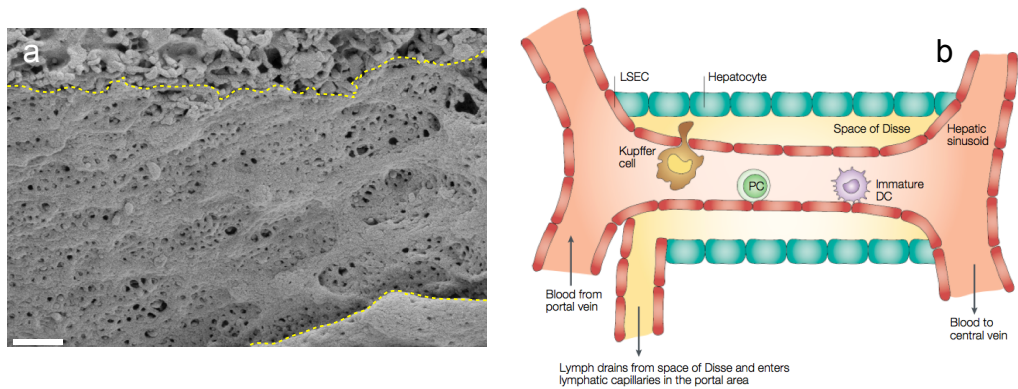 a
b
LSEC
Hepatocyte
Space of Disse
Hepatic
sinusoid
Kupffer
cell
PC
Immature
DC
Blood from
portal vein
Blood to
central vein
Lymph drains from space of Disse and enters
lymphatic capillaries in the portal area